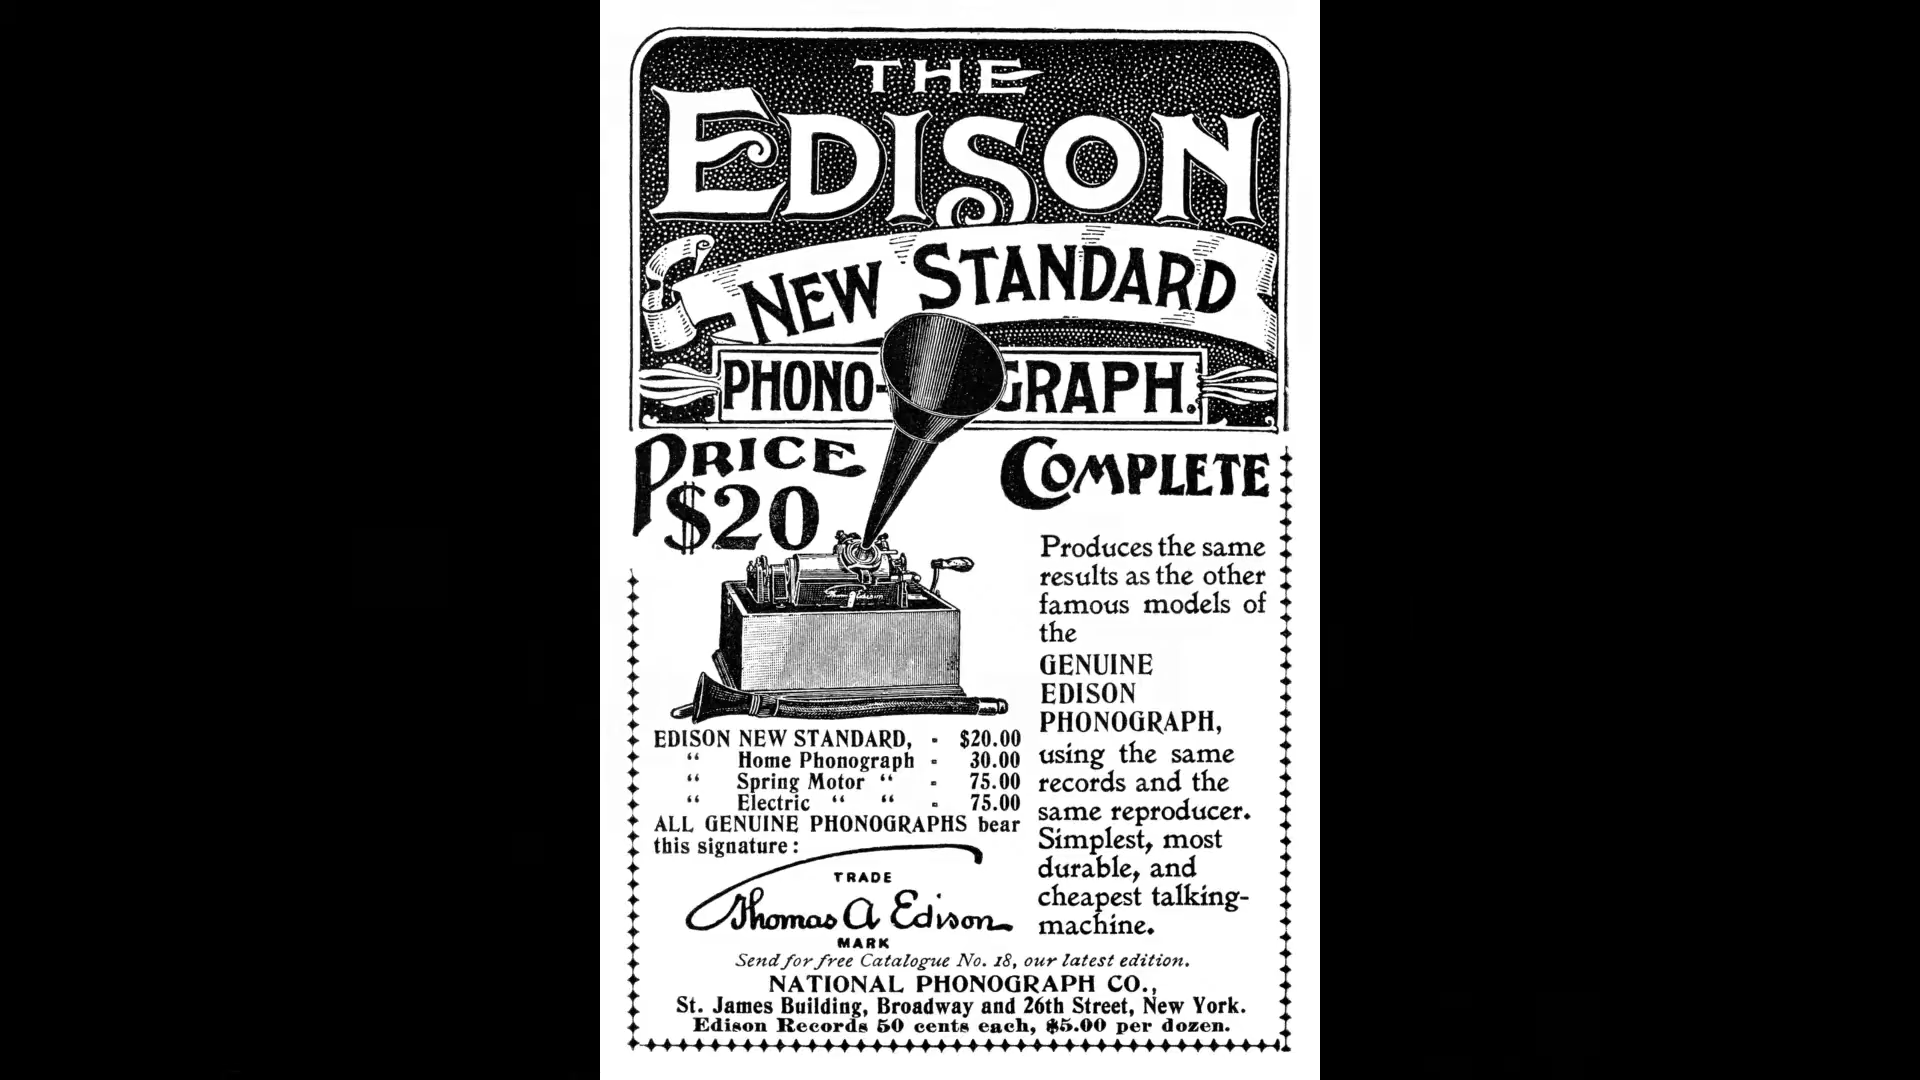 THE
EDISON
NEW STANDARD
PHONO-GRAPH.
PRICE
$20
COMPLETE
Thomas Edison
Produces the same
results as the other
famous models of
the
GENUINE
EDISON
PHONOGRAPH,
using the same
records and the
same reproducer.
Simplest, most
durable, and
cheapest talking-
machine.
EDISON NEW STANDARD, - $20.00
“ Home Phonograph - 30.00
“ Spring Motor “ - 75.00
“ Electric “ “ - 75.00
ALL GENUINE PHONOGRAPHS bear
this signature:
TRADE
Thomas A Edison
MARK
Send for free Catalogue No. 18, our latest edition.
NATIONAL PHONOGRAPH CO.,
St. James Building, Broadway and 26th Street, New York.
Edison Records 50 cents each, $5.00 per dozen.